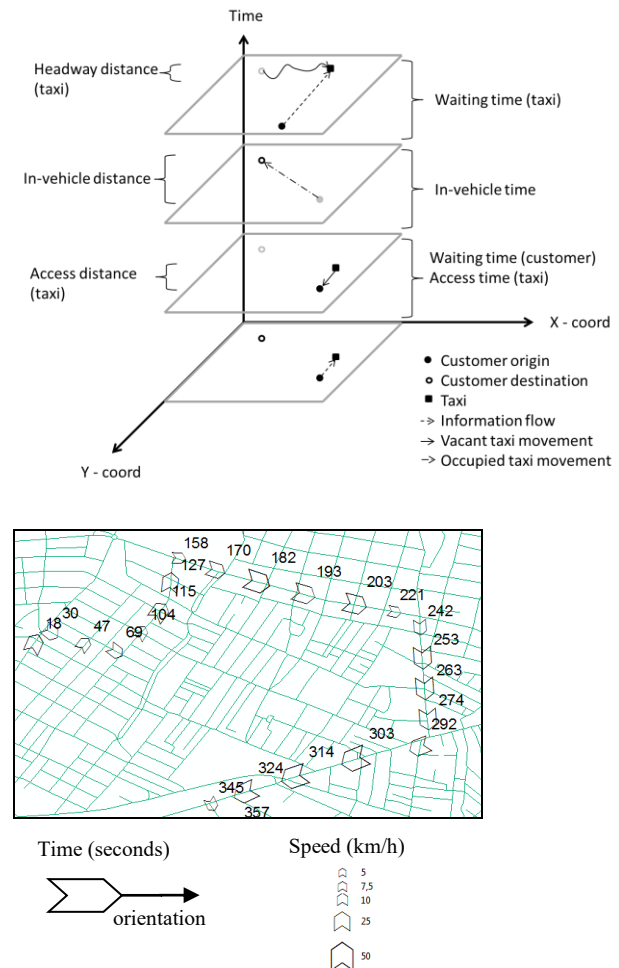 Time
Headway distance
(taxi)
Waiting time (taxi)
In-vehicle distance
In-vehicle time
Access distance
(taxi)
Waiting time (customer)
Access time (taxi)
X - coord
Customer origin
Customer destination
Taxi
Information flow
Vacant taxi movement
Occupied taxi movement
Y - coord
158
170
182
127
193
203
115
221
30
104
242
18
47
69
253
263
274
292
303
314
324
345
357
Time (seconds)
Speed (km/h)
5
7,5
10
orientation
25
50